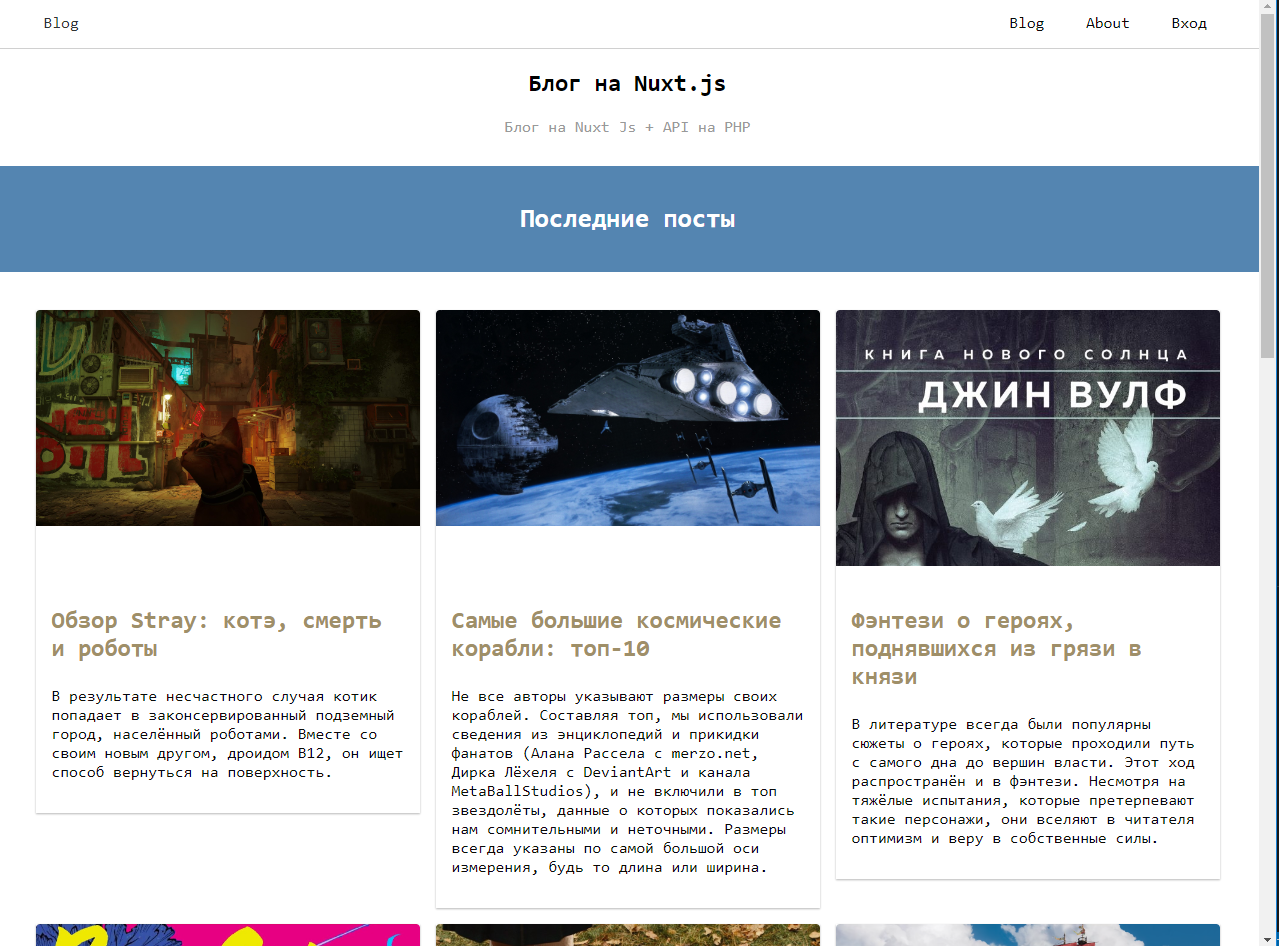 Blog
Blog About Вход
Блог на Nuxt.js
Блог на Nuxt Js + API на PHP
Последние посты
КНИГА НОВОГО СОЛНЦА
ДЖИН ВУЛФ
Обзор Stray: котэ, смерть
и роботы
В результате несчастного случая котик
попадает в законсервированный подземный
город, населённый роботами. Вместе со
своим новым другом, дроидом B12, он ищет
способ вернуться на поверхность.
Самые большие космические
корабли: топ-10
Не все авторы указывают размеры своих
кораблей. Составляя топ, мы использовали
сведения из энциклопедий и прикидки
фанатов (Алана Рассела с merzo.net,
Дирка Лёхеля с DeviantArt и канала
MetaBallStudios), и не включили в топ
звездолёты, данные о которых показались
нам сомнительными и неточными. Размеры
всегда указаны по самой большой оси
измерения, будь то длина или ширина.
Фэнтези о героях,
поднявшихся из грязи в
князи
В литературе всегда были популярны
сюжеты о героях, которые проходили путь
с самого дна до вершин власти. Этот ход
распространён и в фэнтези. Несмотря на
тяжёлые испытания, которые претерпевают
такие персонажи, они вселяют в читателя
оптимизм и веру в собственные силы.